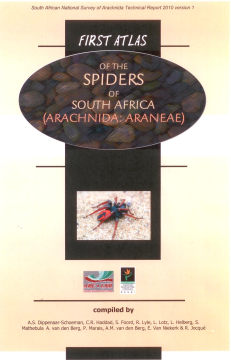 South African National Survey of Arachnida Technical Report 2010 version 1
FIRST ATLAS
OF THE
SPIDERS
OF
SOUTH AFRICA
(ARACHNIDA: ARANEAE)
compiled by
A.S. Dippenaar-Schoeman, C.R. Haddad, S. Foord, R. Lyle, L. Lotz, L. Helberg, S.
Mathebula A. van den Berg, P. Marais, A.M. van den Berg, E. Van Niekerk & R. Jocqué